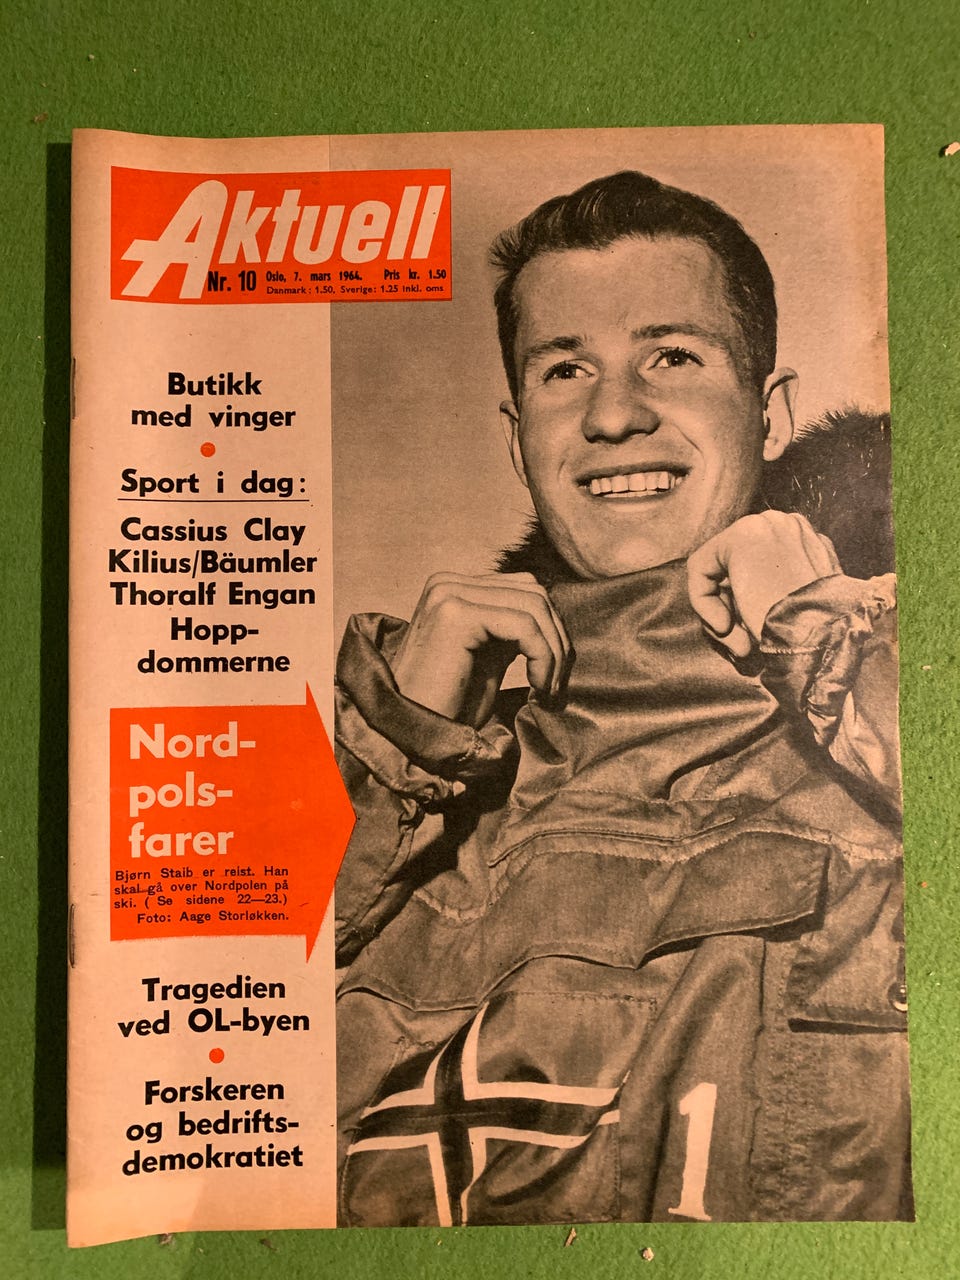 Aktuell
Nr. 10 Oslo, 7. mars 1964. Pris kr. 1.50
Danmark: 1.50, Sverige: 1.25 inkl. oms
Butikk
med vinger
Sport i dag:
Cassius Clay
Kilius/Bäumler
Thoralf Engan
Hopp-
dommerne
Nord-
pols-
farer
Bjørn Staib er reist. Han
skal gå over Nordpolen på
ski. ( Se sidene 22—23.)
Foto: Aage Storløkken.
Tragedien
ved OL-byen
Forskeren
og bedrifts-
demokratiet
1